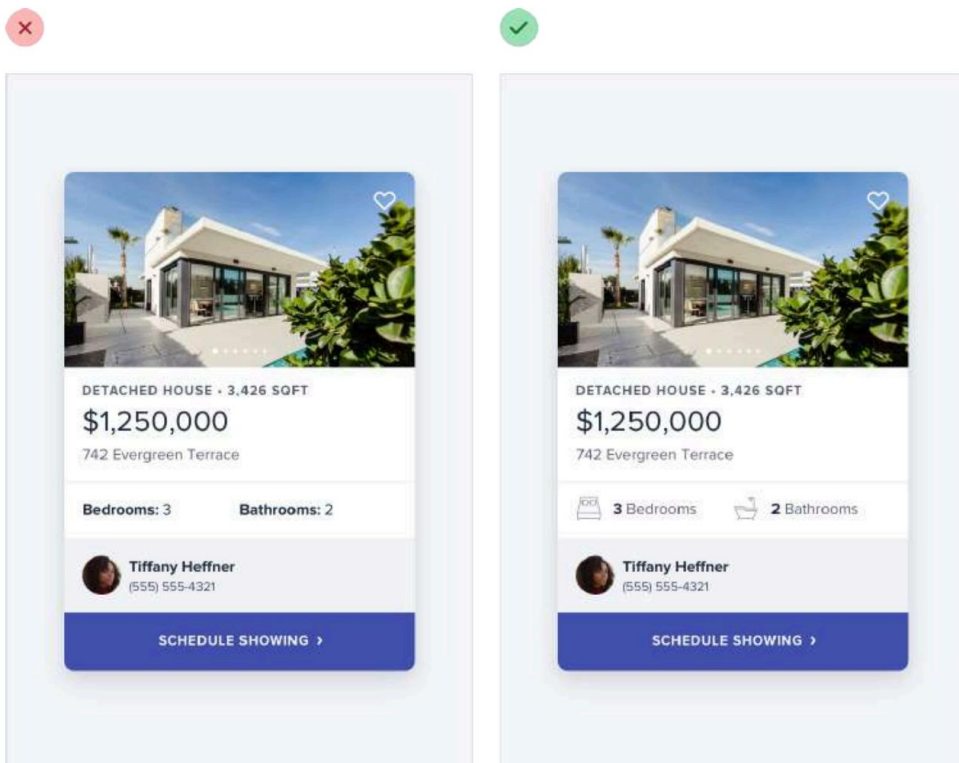 DETACHED HOUSE • 3,426 SQFT
$1,250,000
742 Evergreen Terrace
Bedrooms: 3 Bathrooms: 2
Tiffany Heffner
(555) 555-4321
SCHEDULE SHOWING ›
DETACHED HOUSE • 3,426 SQFT
$1,250,000
742 Evergreen Terrace
3 Bedrooms 2 Bathrooms
Tiffany Heffner
(555) 555-4321
SCHEDULE SHOWING ›